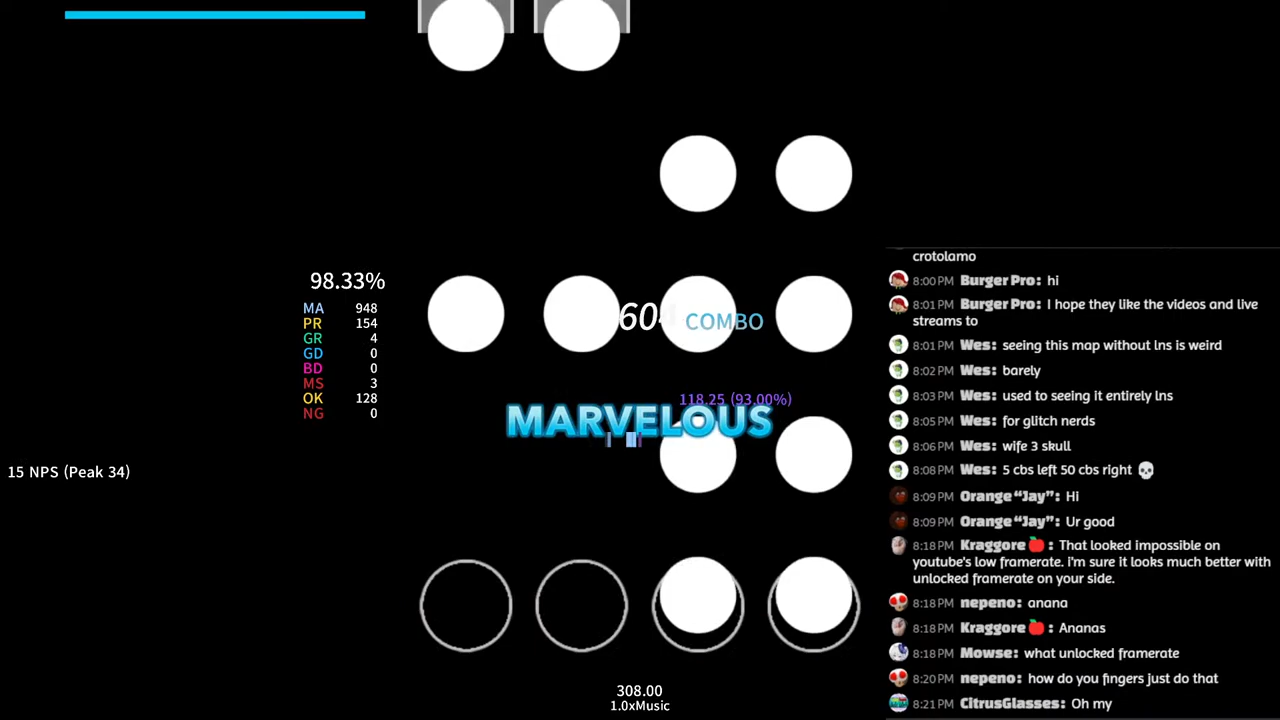 98.33%
MA 948
PR 154
GR 4
GD 0
BD 0
MS 3
OK 128
NG 0
15 NPS (Peak 34)
COMBO
118.25 (93.00%)
MARVELOUS
308.00
1.0xMusic
crotolamo
8:00 PM Burger Pro: hi
8:01 PM Burger Pro: I hope they like the videos and live
streams to
8:01 PM Wes: seeing this map without lns is weird
8:02 PM Wes: barely
8:03 PM Wes: used to seeing it entirely lns
8:05 PM Wes: for glitch nerds
8:06 PM Wes: wife 3 skull
8:08 PM Wes: 5 cbs left 50 cbs right 💀
8:09 PM Orange “Jay”: Hi
8:09 PM Orange “Jay”: Ur good
8:18 PM Kraggore🍎: That looked impossible on
youtube's low framerate. i'm sure it looks much better with
unlocked framerate on your side.
8:18 PM nepeno: anana
8:18 PM Kraggore🍎: Ananas
8:18 PM Mowse: what unlocked framerate
8:20 PM nepeno: how do you fingers just do that
8:21 PM CitrusGlasses: Oh my